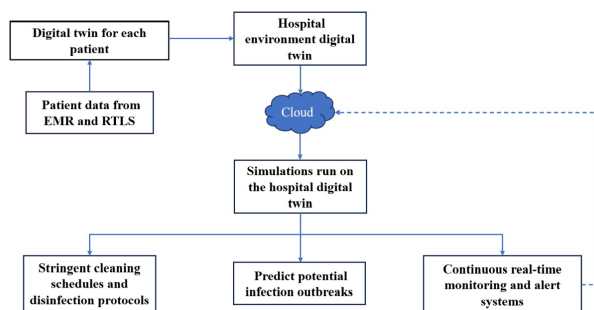 Digital twin for each
patient
Hospital
environment digital
twin
Patient data from
EMR and RTLS
Cloud
Simulations run on
the hospital digital
twin
Stringent cleaning
schedules and
disinfection protocols
Predict potential
infection outbreaks
Continuous real-time
monitoring and alert
systems